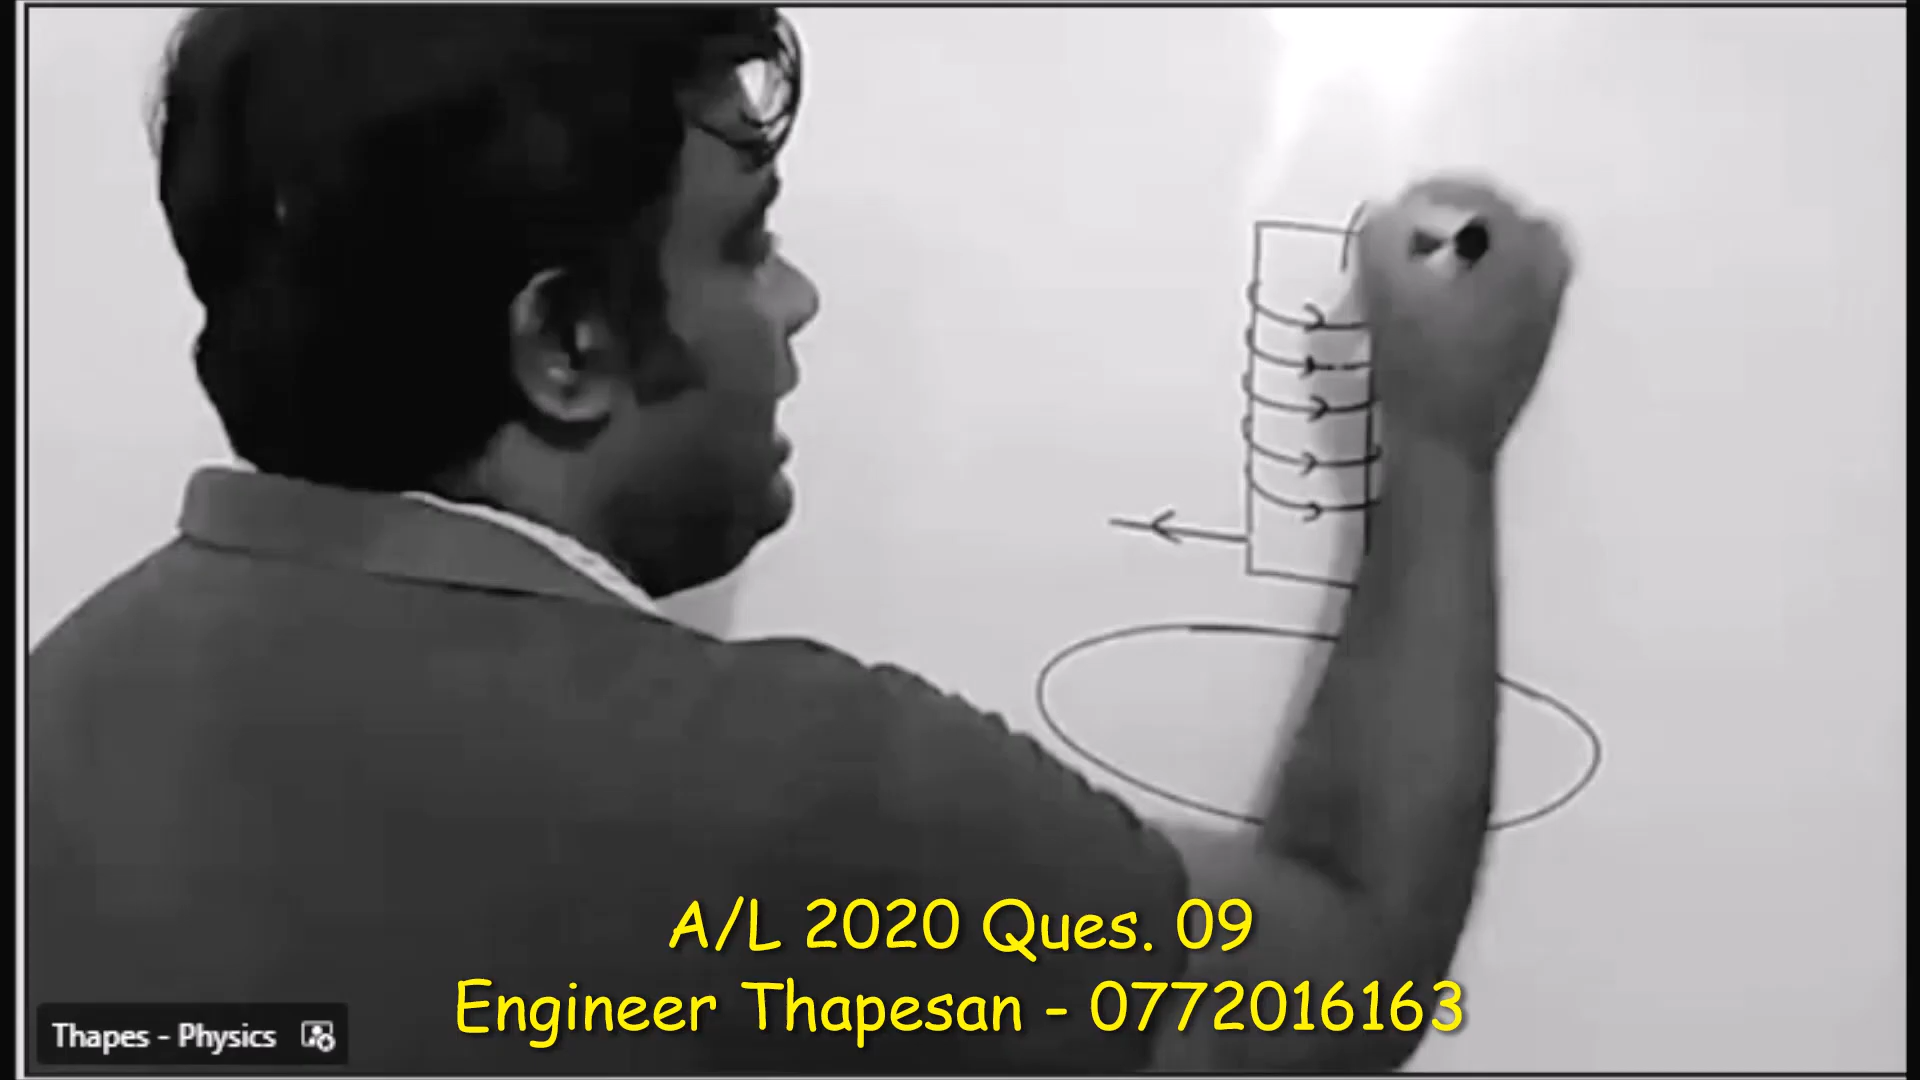 A/L 2020 Ques. 09
Engineer Thapesan - 0772016163
Thapes - Physics